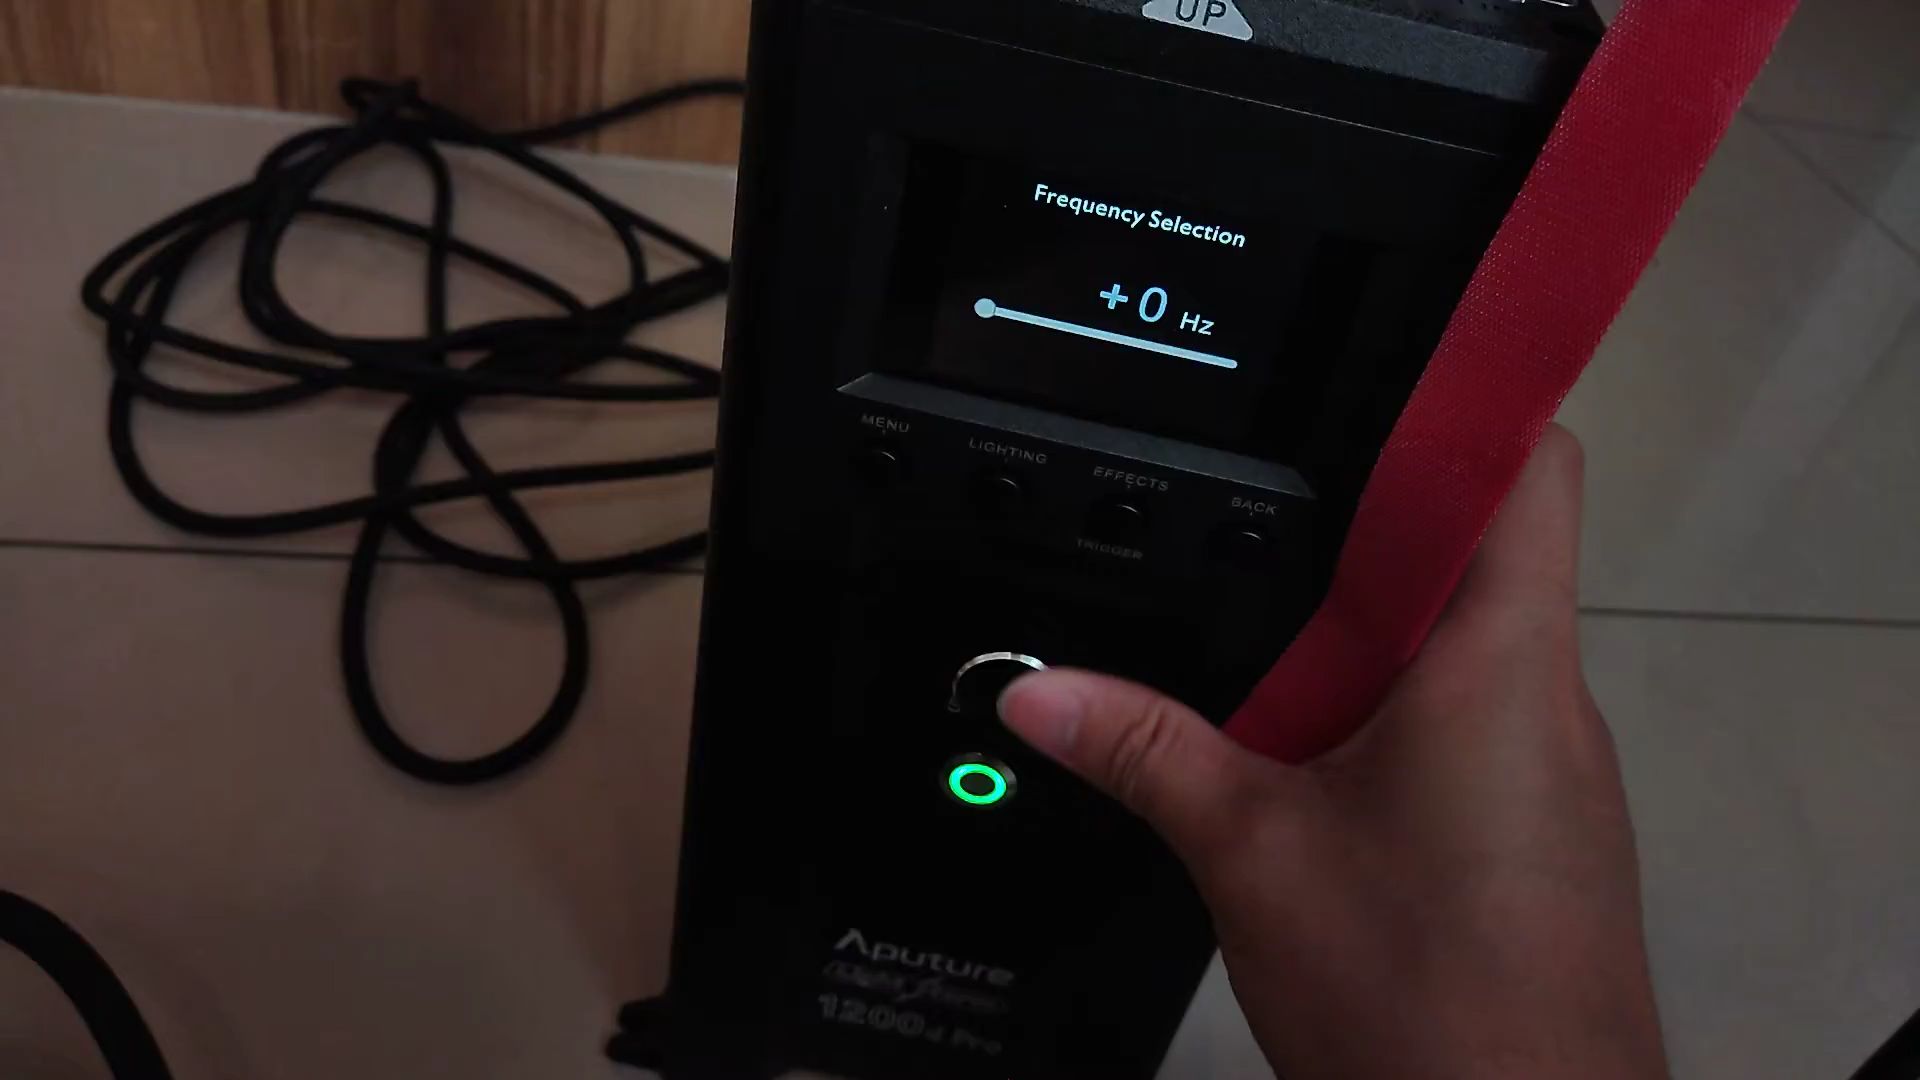 UP
Frequency Selection
+0 Hz
MENU
LIGHTING
EFFECTS
BACK
TRIGGER
Aputure
1200d Pro